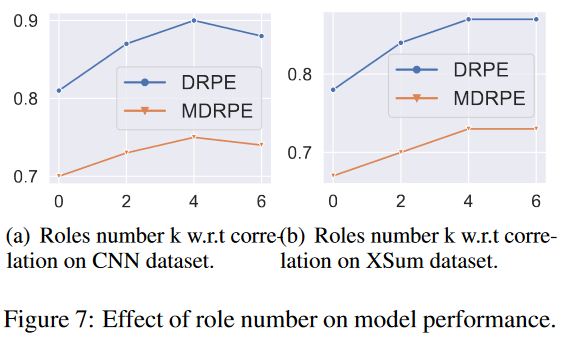 0.9
0.8
0.7
DRPE
MDRPE
0 2 4 6
0.8
0.7
DRPE
MDRPE
0 2 4 6
(a) Roles number k w.r.t corre-
lation on CNN dataset.
(b) Roles number k w.r.t corre-
lation on XSum dataset.
Figure 7: Effect of role number on model performance.